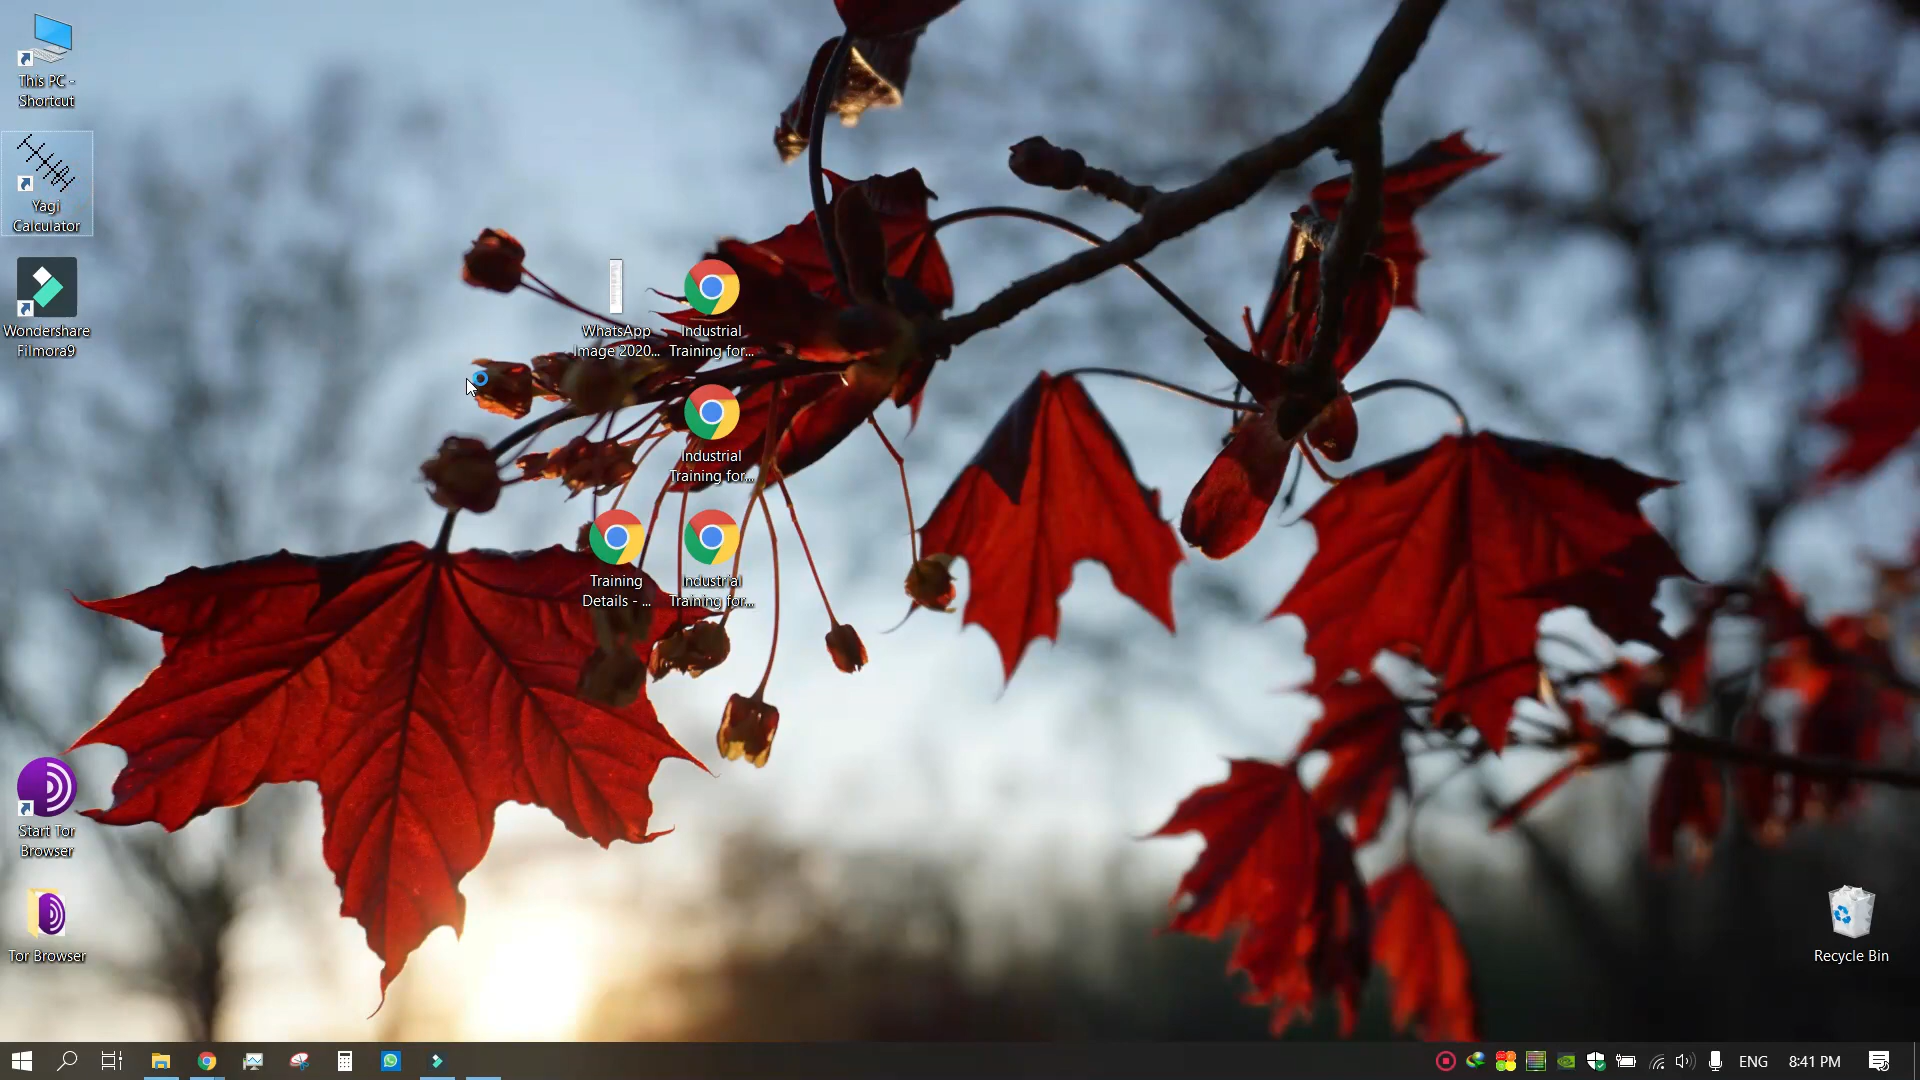 This PC -
Shortcut
Yagi
Calculator
Wondershare
Filmora9
WhatsApp
Image 2020...
Industrial
Training for...
Industrial
Training for...
Training
Details - ...
Industrial
Training for...
Start Tor
Browser
Tor Browser
Recycle Bin
ENG
8:41 PM